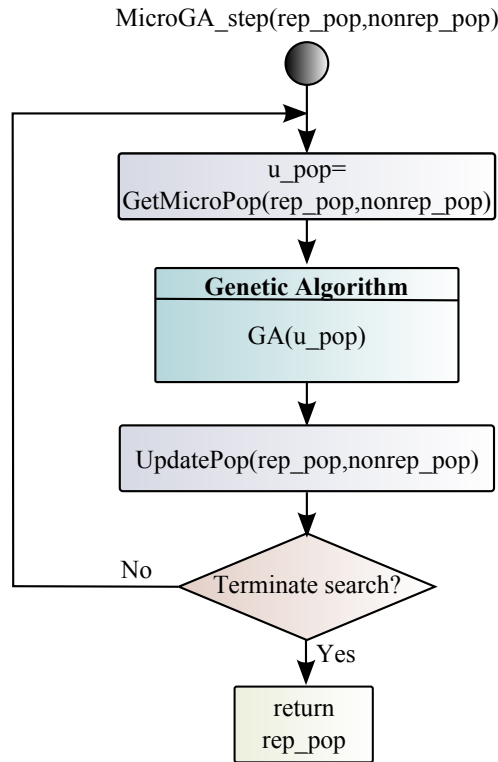 MicroGA_step(rep_pop,nonrep_pop)
u_pop=
GetMicroPop(rep_pop,nonrep_pop)
Genetic Algorithm
GA(u_pop)
UpdatePop(rep_pop,nonrep_pop)
No
Terminate search?
Yes
return
rep_pop